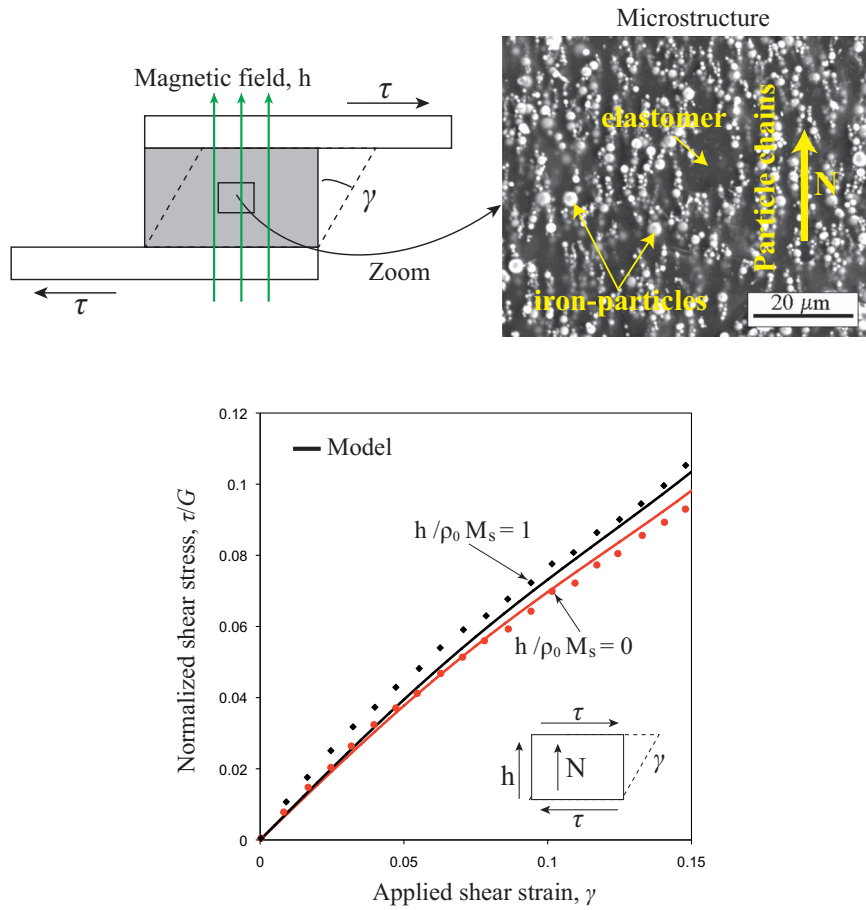 Microstructure
Magnetic field, h
τ
γ
τ
Zoom
elastomer
Particle chains
N
iron-particles
20 μm
0.12
0.1
0.08
0.06
0.04
0.02
0
Normalized shear stress, τ/G
Model
h /ρ₀ Mₛ = 1
h /ρ₀ Mₛ = 0
τ
h
N
γ
τ
0
0.05
0.1
0.15
Applied shear strain, γ